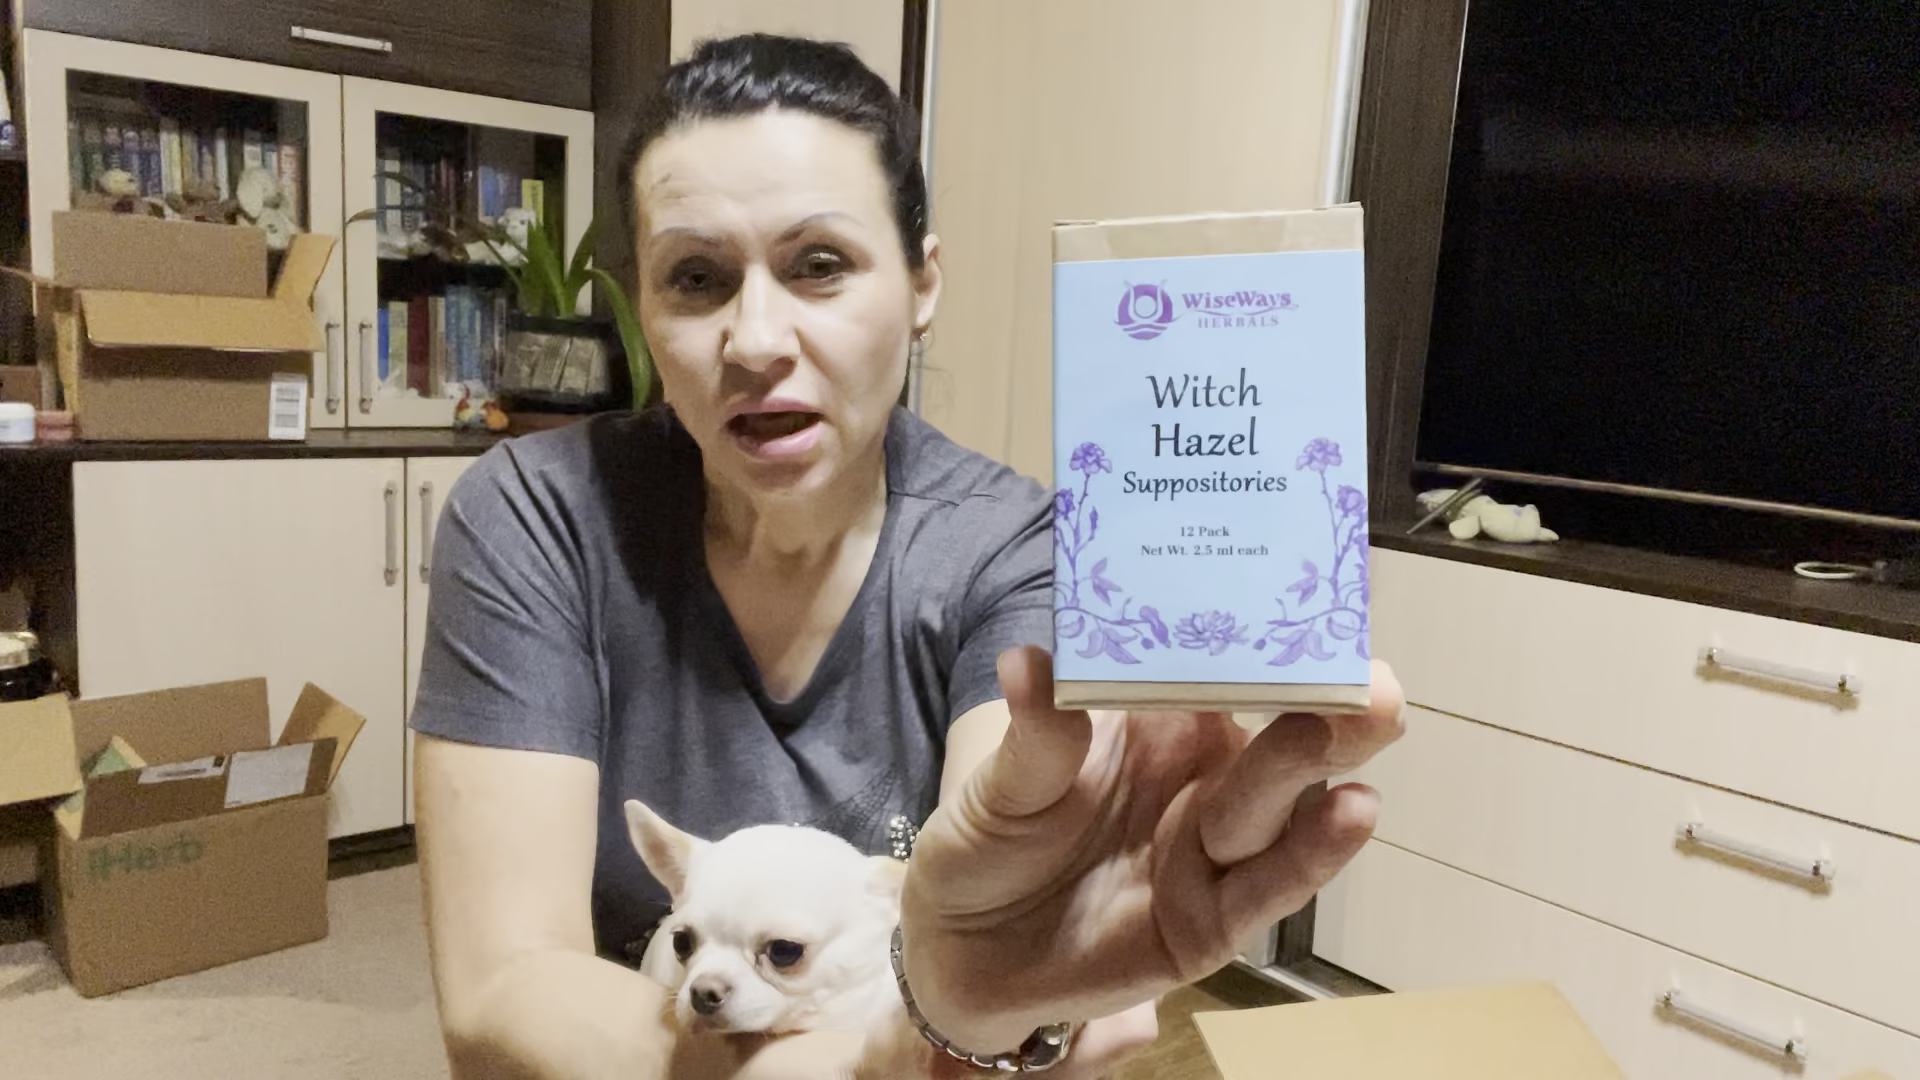 WiseWays
HERBALS
Witch
Hazel
Suppositories
12 Pack
Net Wt. 2.5 ml each
iHerb